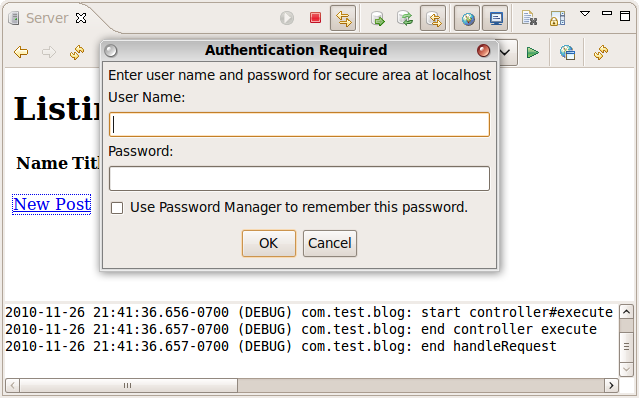 Server
Authentication Required
Enter user name and password for secure area at localhost
User Name:
Password:
Use Password Manager to remember this password.
OK Cancel
Name
New Post
2010-11-26 21:41:36.656-0700 (DEBUG) com.test.blog: start controller#execute
2010-11-26 21:41:36.657-0700 (DEBUG) com.test.blog: end controller execute
2010-11-26 21:41:36.657-0700 (DEBUG) com.test.blog: end handleRequest